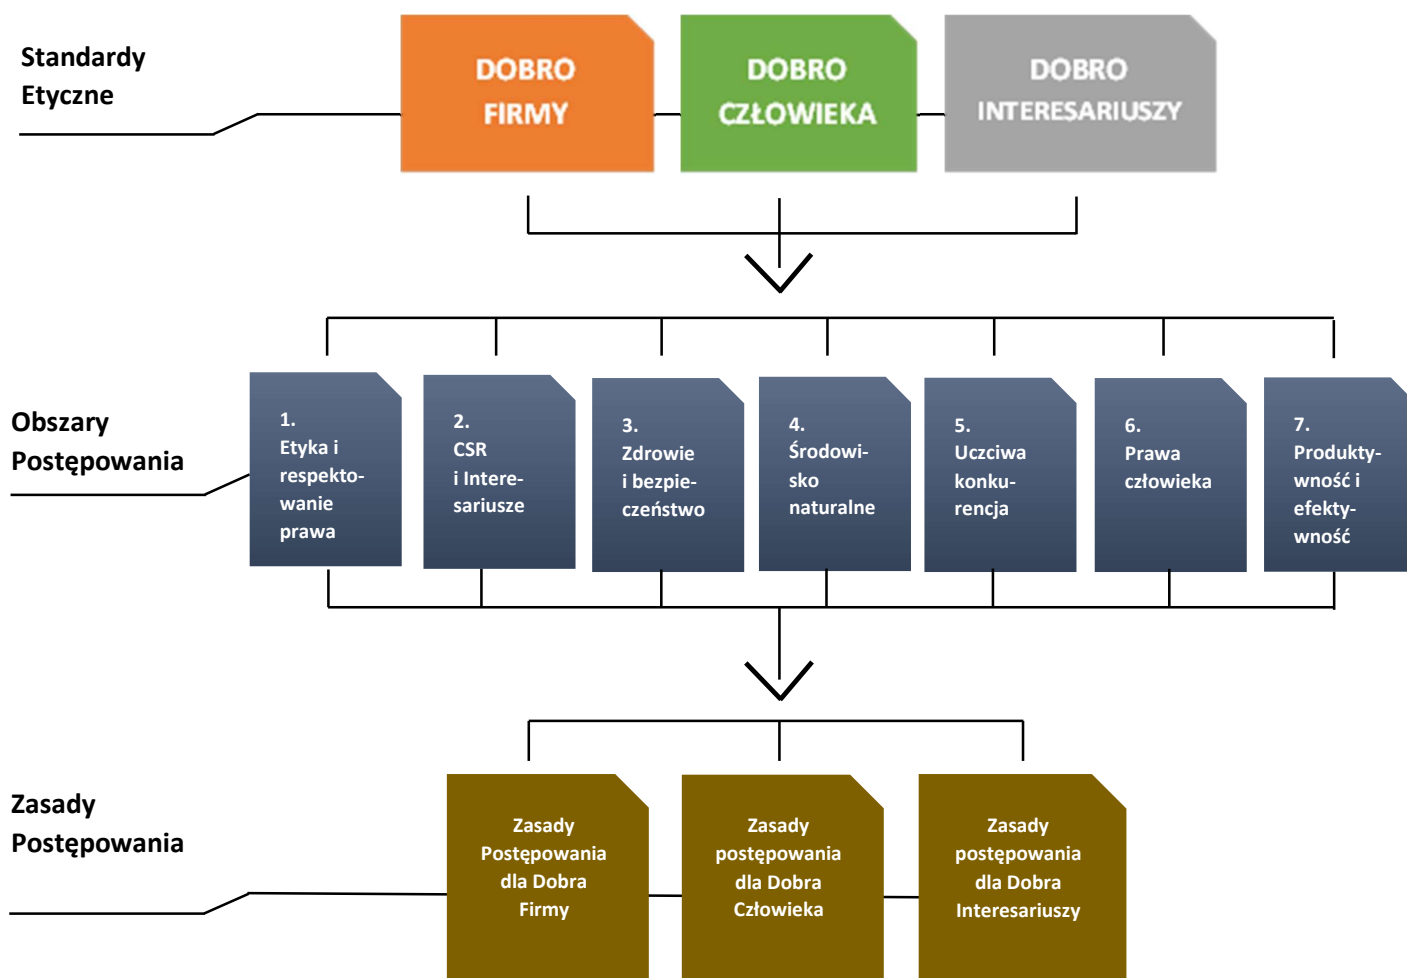 Standardy
Etyczne
DOBRO
FIRMY
DOBRO
CZŁOWIEKA
DOBRO
INTERESARIUSZY
Obszary
Postępowania
1.
Etyka i
respekto-
wanie
prawa
2.
CSR
i Intere-
sariusze
3.
Zdrowie
i bezpie-
czeństwo
4.
Środowi-
sko
naturalne
5.
Uczciwa
konku-
rencja
6.
Prawa
człowieka
7.
Produkty-
wność i
efekty-
wność
Zasady
Postępowania
Zasady
Postępowania
dla Dobra
Firmy
Zasady
postępowania
dla Dobra
Człowieka
Zasady
postępowania
dla Dobra
Interesariuszy